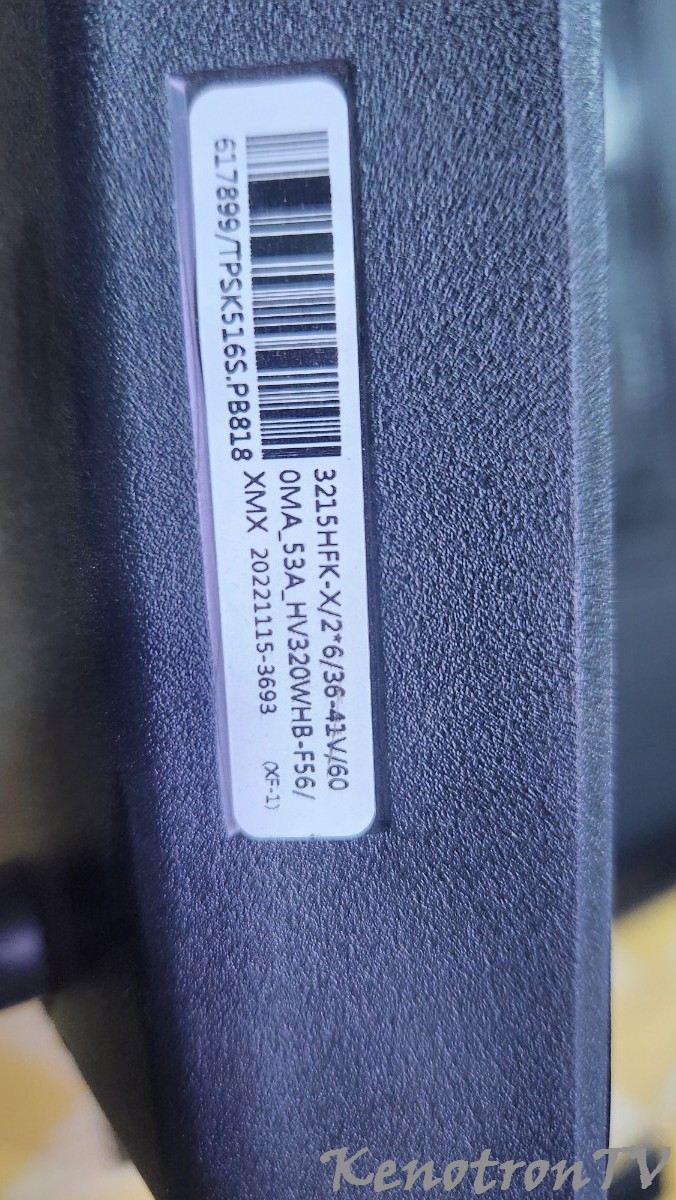 617899/TPSK516S.PB818
3215HFK-X/2*6/36-41V/60
0MA_53A_HV320WHB-F56/
XMX 20221115-3693 (XF-1)
KenotronTV